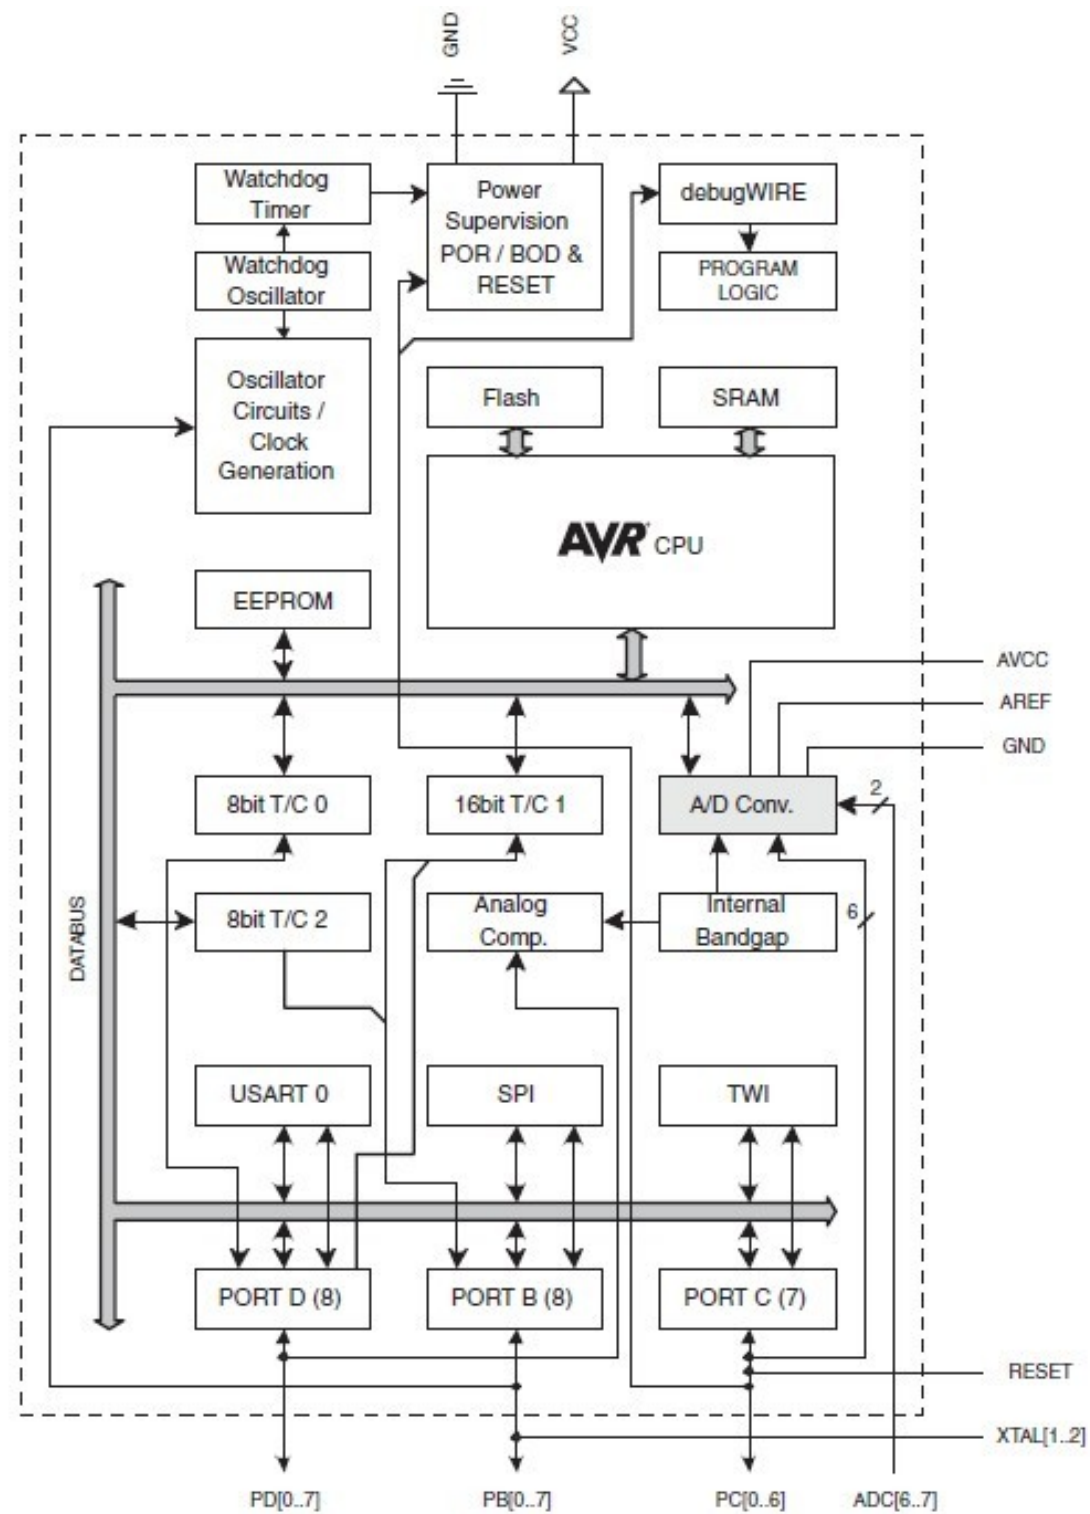 GND
VCC
Watchdog
Timer
Power
Supervision
POR / BOD &
RESET
debugWIRE
Watchdog
Oscillator
PROGRAM
LOGIC
Oscillator
Circuits /
Clock
Generation
Flash
SRAM
AVR CPU
EEPROM
AVCC
AREF
GND
8bit T/C 0
16bit T/C 1
A/D Conv.
2
8bit T/C 2
Analog
Comp.
Internal
Bandgap
6
DATABUS
USART 0
SPI
TWI
PORT D (8)
PORT B (8)
PORT C (7)
RESET
XTAL[1..2]
PD[0..7]
PB[0..7]
PC[0..6]
ADC[6..7]